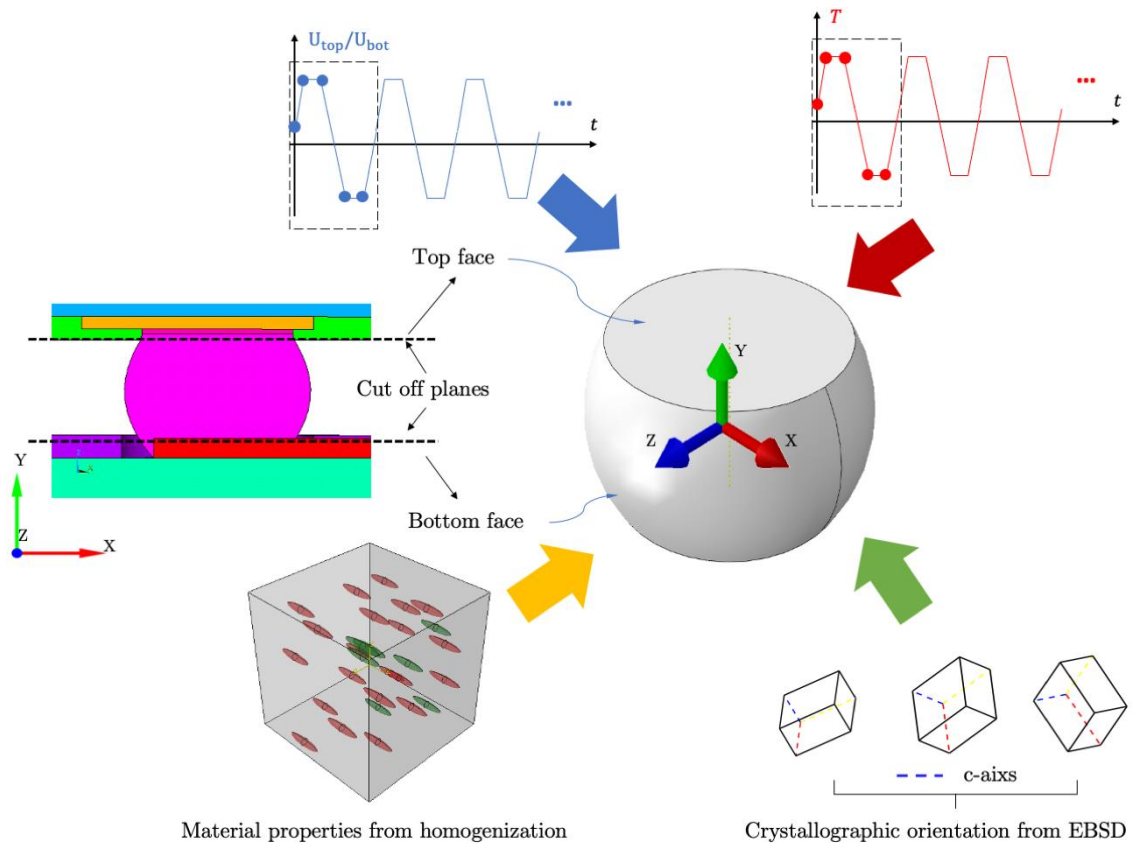 U_top/U_bot
T
...
...
t
t
Top face
Y
Cut off planes
Z
X
Y
Bottom face
Z
X
c-aixs
Material properties from homogenization
Crystallographic orientation from EBSD